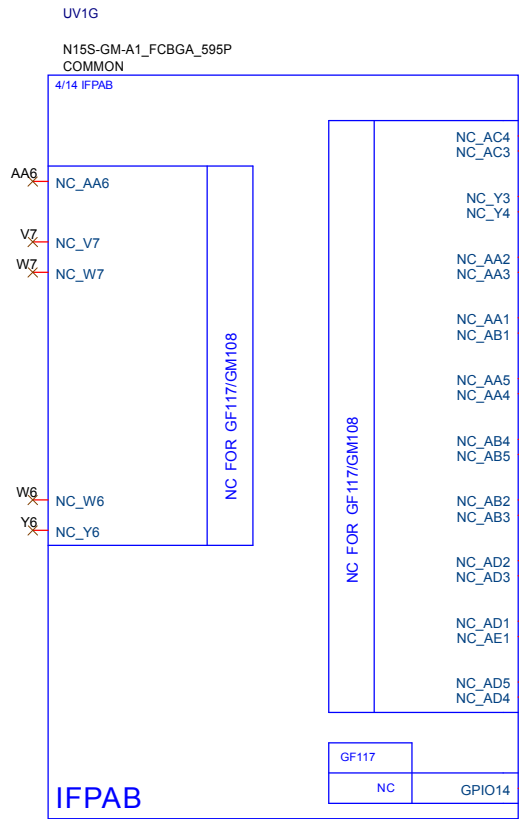 UV1G
N15S-GM-A1_FCBGA_595P
COMMON
4/14 IFPAB
NC_AC4
NC_AC3
AA6 NC_AA6
NC_Y3
NC_Y4
V7 NC_V7
NC_AA2
W7 NC_W7
NC_AA3
NC_AA1
NC_AB1
NC FOR GF117/GM108
NC_AA5
NC_AA4
NC FOR GF117/GM108
NC_AB4
NC_AB5
W6 NC_W6
NC_AB2
NC_AB3
Y6 NC_Y6
NC_AD2
NC_AD3
NC_AD1
NC_AE1
NC_AD5
NC_AD4
GF117
NC GPIO14
IFPAB